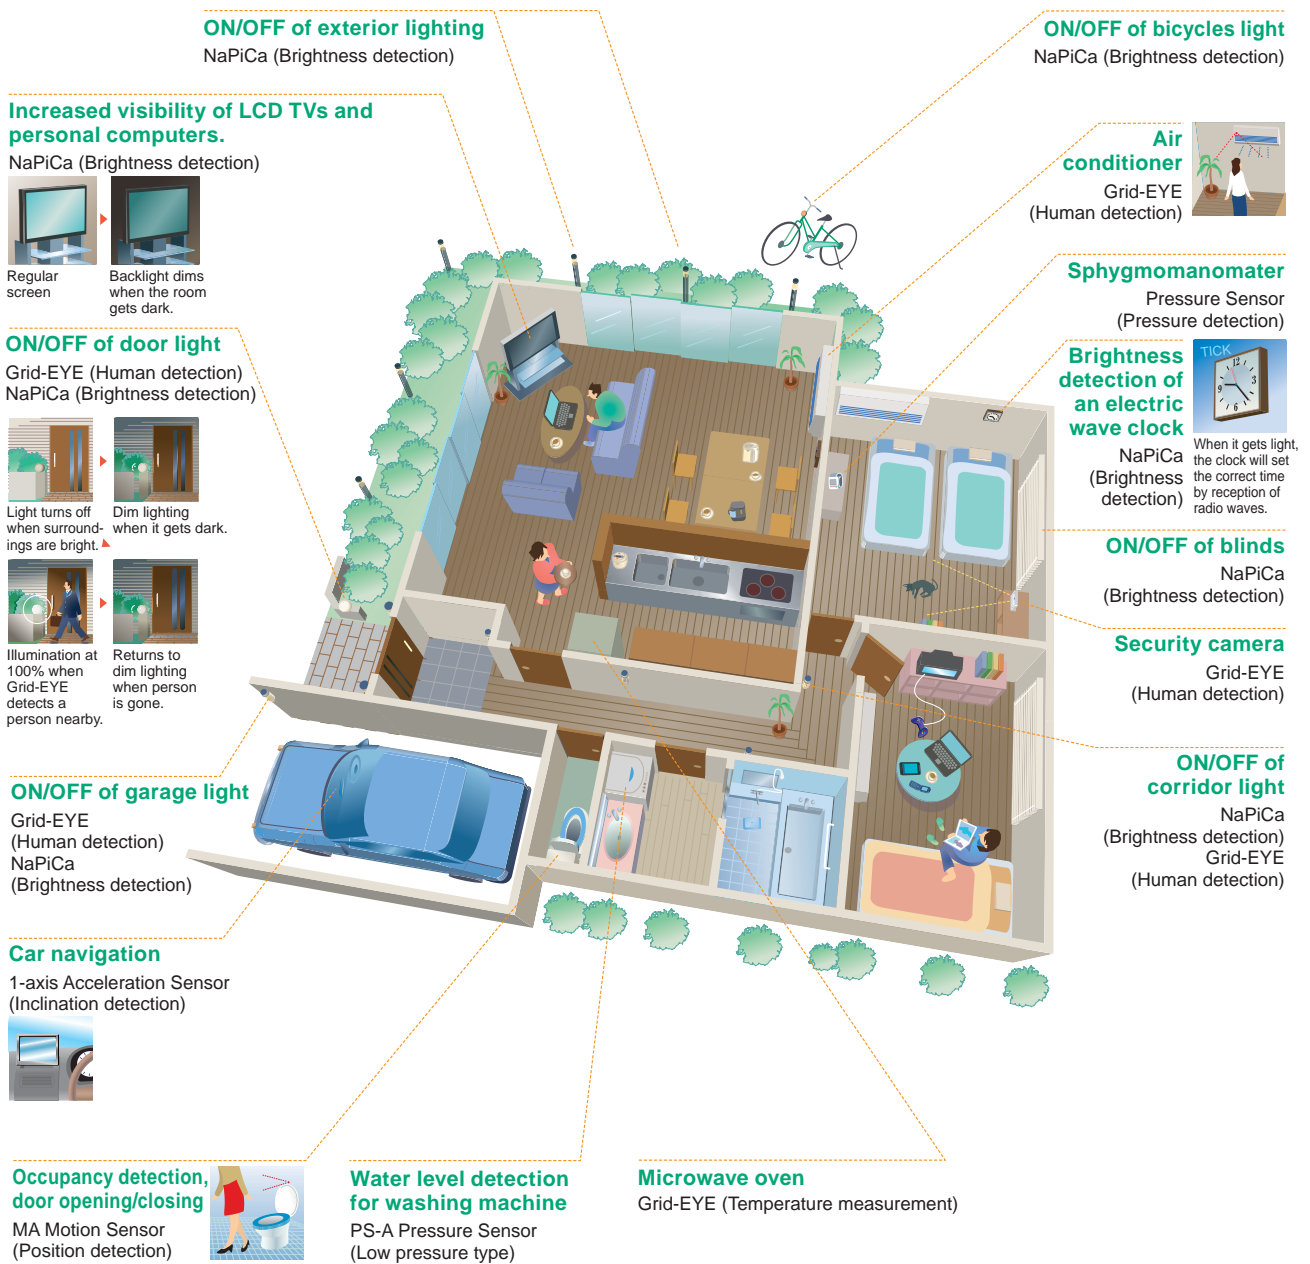 ON/OFF of exterior lighting
NaPiCa (Brightness detection)
ON/OFF of bicycles light
NaPiCa (Brightness detection)
Increased visibility of LCD TVs and
personal computers.
NaPiCa (Brightness detection)
Regular
screen
Backlight dims
when the room
gets dark.
Air
conditioner
Grid-EYE
(Human detection)
Sphygmomanomater
Pressure Sensor
(Pressure detection)
ON/OFF of door light
Grid-EYE (Human detection)
NaPiCa (Brightness detection)
Light turns off
when surround-
ings are bright.
Dim lighting
when it gets dark.
Illumination at
100% when
Grid-EYE
detects a
person nearby.
Returns to
dim lighting
when person
is gone.
Brightness
detection of
an electric
wave clock
NaPiCa
(Brightness
detection)
TICK
12
3
6
9
When it gets light,
the clock will set
the correct time
by reception of
radio waves.
ON/OFF of blinds
NaPiCa
(Brightness detection)
Security camera
Grid-EYE
(Human detection)
ON/OFF of
corridor light
NaPiCa
(Brightness detection)
Grid-EYE
(Human detection)
ON/OFF of garage light
Grid-EYE
(Human detection)
NaPiCa
(Brightness detection)
Car navigation
1-axis Acceleration Sensor
(Inclination detection)
Occupancy detection,
door opening/closing
MA Motion Sensor
(Position detection)
Water level detection
for washing machine
PS-A Pressure Sensor
(Low pressure type)
Microwave oven
Grid-EYE (Temperature measurement)